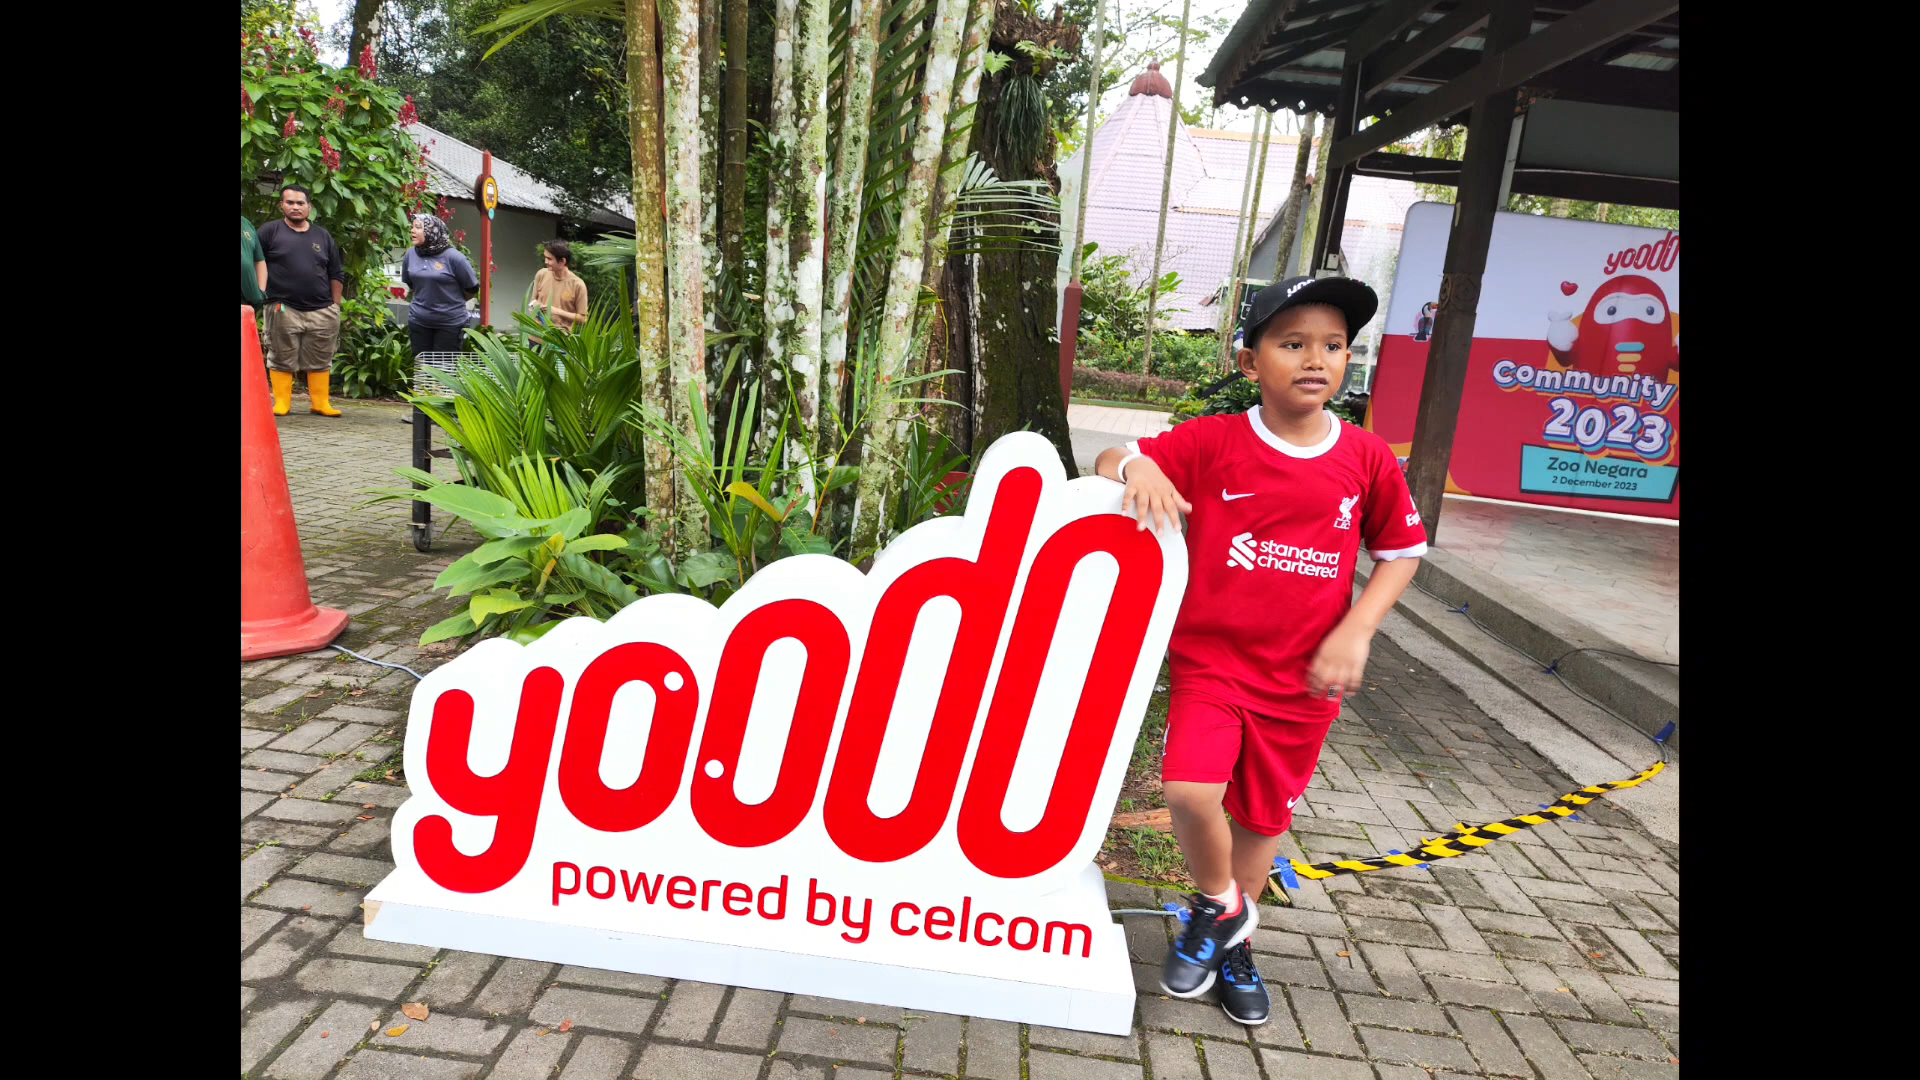 yoodo
powered by celcom
standard
chartered
yoodo
Community
2023
Zoo Negara
2 December 2023